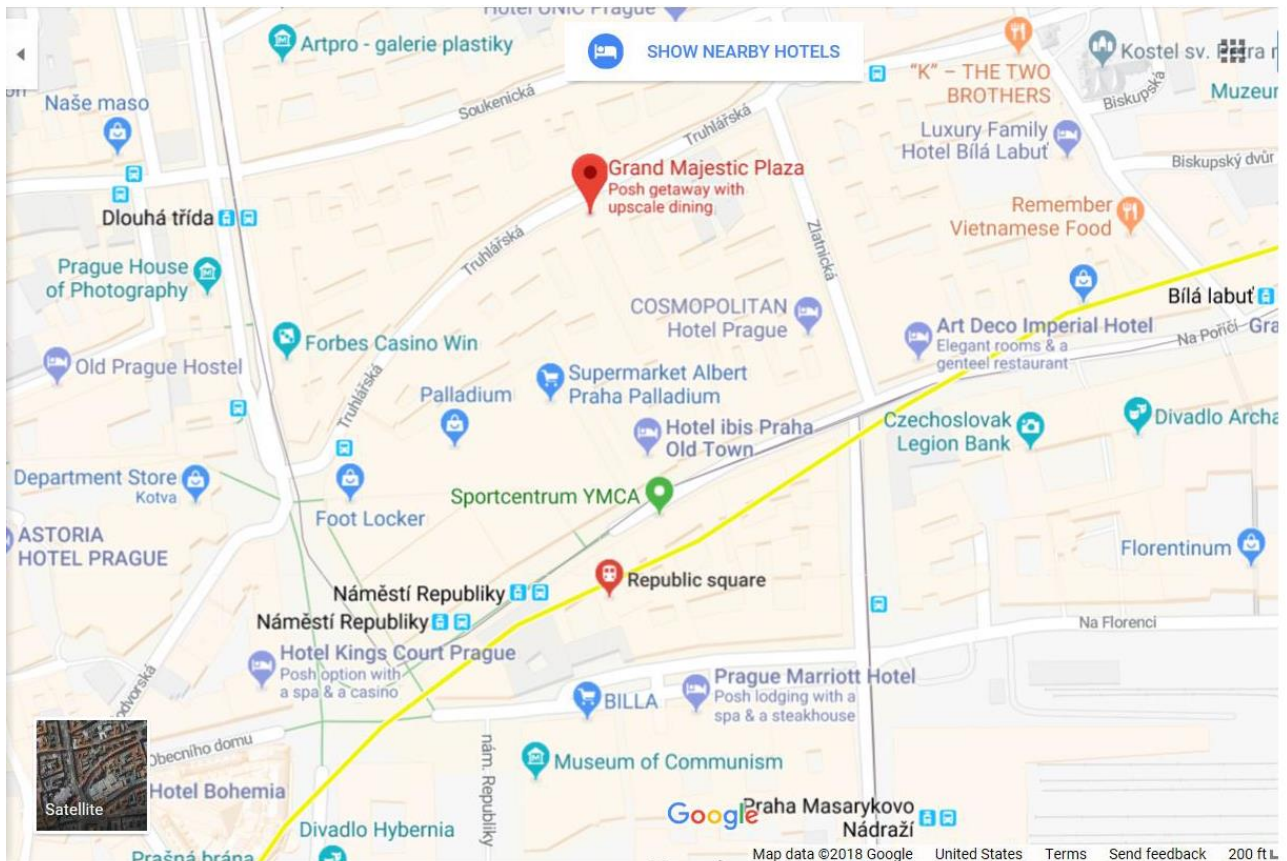 Hotel UNIC Prague
Artpro - galerie plastiky
SHOW NEARBY HOTELS
"K" – THE TWO
BROTHERS
Kostel sv. Petra
Biskupská
Muzeum
Naše maso
Soukenická
Truhlářská
Luxury Family
Hotel Bílá Labuť
Biskupský dvůr
Grand Majestic Plaza
Posh getaway with
upscale dining
Dlouhá třída
Remember
Vietnamese Food
Truhlářská
Zlatnická
Prague House
of Photography
Bílá labuť
COSMOPOLITAN
Hotel Prague
Art Deco Imperial Hotel
Elegant rooms & a
genteel restaurant
Na Poříčí
Gra
Forbes Casino Win
Old Prague Hostel
Supermarket Albert
Praha Palladium
Palladium
Truhlářská
Hotel ibis Praha
Old Town
Czechoslovak
Legion Bank
Divadlo Archa
Department Store
Kotva
Sportcentrum YMCA
Foot Locker
ASTORIA
HOTEL PRAGUE
Florentinum
Republic square
Náměstí Republiky
Náměstí Republiky
Na Florenci
Hotel Kings Court Prague
Posh option with
a spa & a casino
Prague Marriott Hotel
Posh lodging with a
spa & a steakhouse
BILLA
odvorská
Obecního domu
nám. Republiky
Museum of Communism
Hotel Bohemia
Satellite
Google
Praha Masarykovo
Nádraží
Divadlo Hybernia
Prašná brána
Map data ©2018 Google
United States
Terms
Send feedback
200 ft